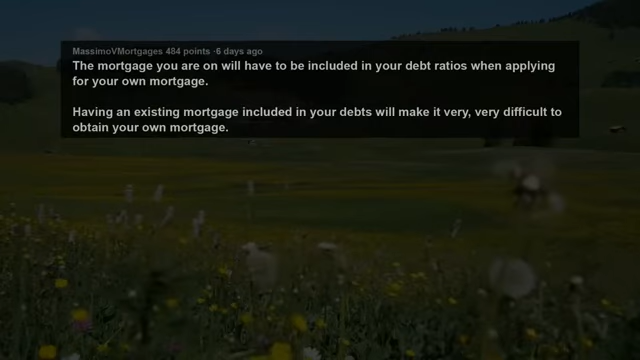 MassimoVMortgages 484 points ·6 days ago
The mortgage you are on will have to be included in your debt ratios when applying
for your own mortgage.
Having an existing mortgage included in your debts will make it very, very difficult to
obtain your own mortgage.